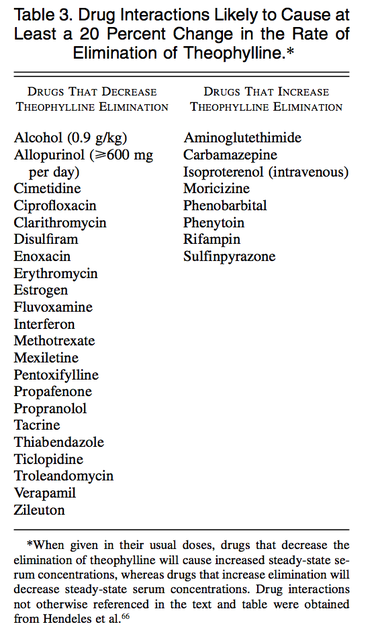 Table 3. Drug Interactions Likely to Cause at
Least a 20 Percent Change in the Rate of
Elimination of Theophylline.*
DRUGS THAT DECREASE
THEOPHYLLINE ELIMINATION
DRUGS THAT INCREASE
THEOPHYLLINE ELIMINATION
Alcohol (0.9 g/kg)
Allopurinol (⩾600 mg
per day)
Cimetidine
Ciprofloxacin
Clarithromycin
Disulfiram
Enoxacin
Erythromycin
Estrogen
Fluvoxamine
Interferon
Methotrexate
Mexiletine
Pentoxifylline
Propafenone
Propranolol
Tacrine
Thiabendazole
Ticlopidine
Troleandomycin
Verapamil
Zileuton
Aminoglutethimide
Carbamazepine
Isoproterenol (intravenous)
Moricizine
Phenobarbital
Phenytoin
Rifampin
Sulfinpyrazone
*When given in their usual doses, drugs that decrease the
elimination of theophylline will cause increased steady-state se-
rum concentrations, whereas drugs that increase elimination will
decrease steady-state serum concentrations. Drug interactions
not otherwise referenced in the text and table were obtained
from Hendeles et al.66